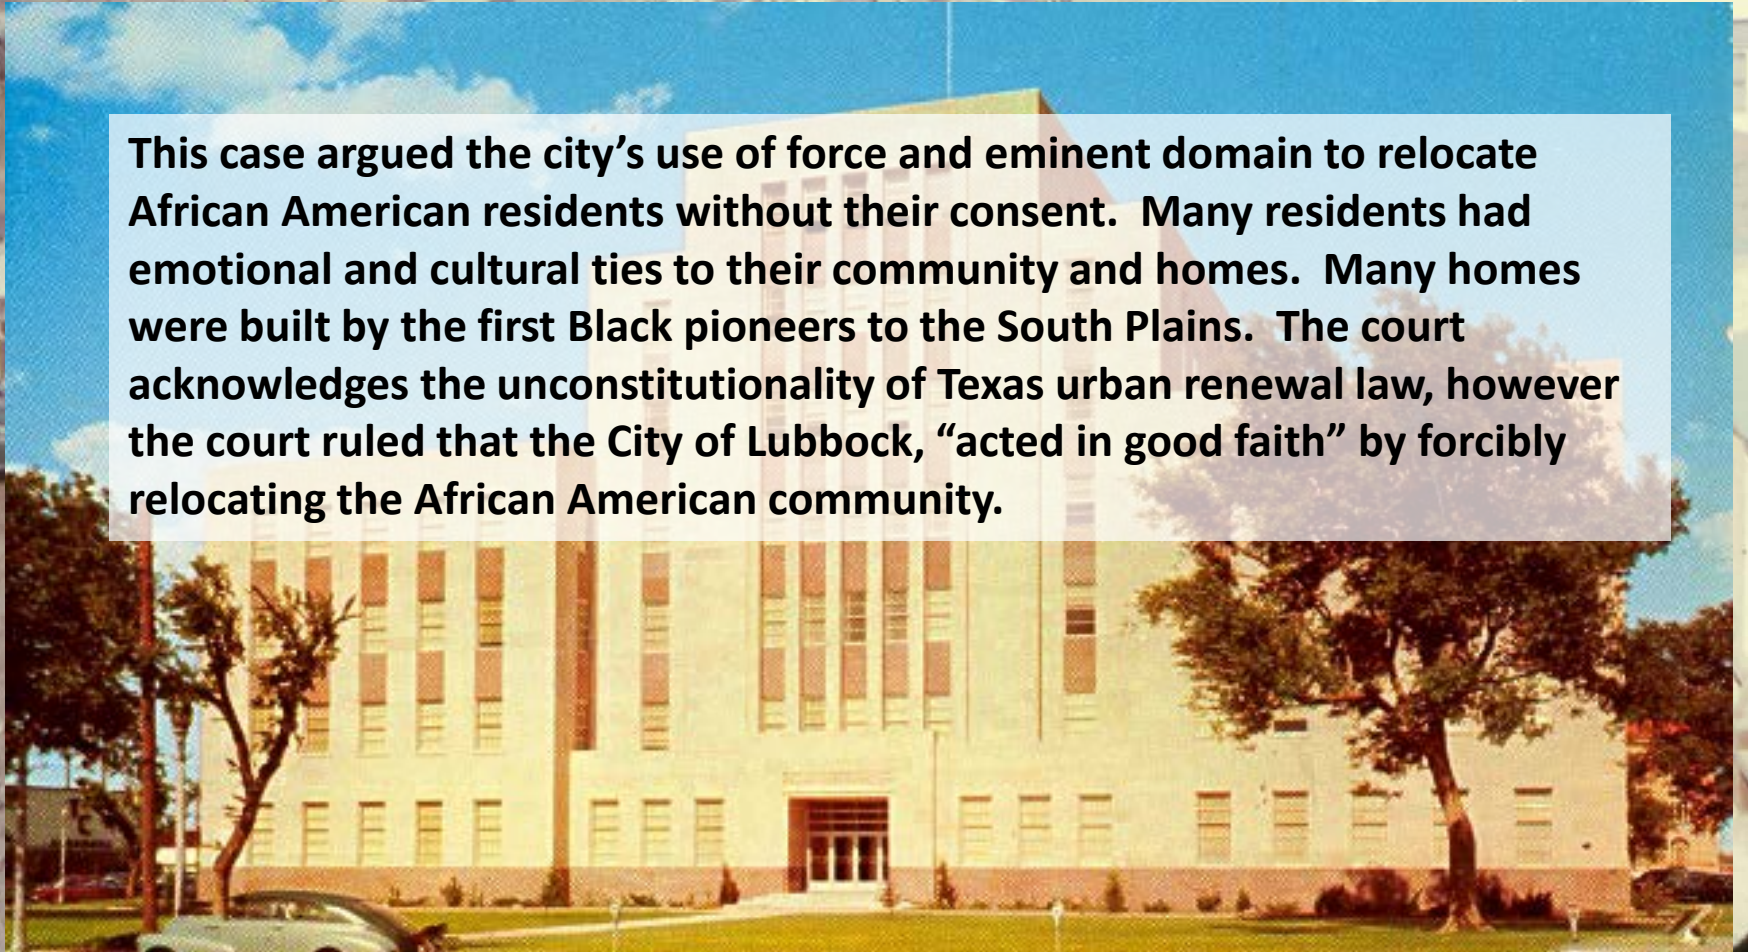 This case argued the city’s use of force and eminent domain to relocate
African American residents without their consent.  Many residents had
emotional and cultural ties to their community and homes.  Many homes
were built by the first Black pioneers to the South Plains.  The court
acknowledges the unconstitutionality of Texas urban renewal law, however
the court ruled that the City of Lubbock, “acted in good faith” by forcibly
relocating the African American community.